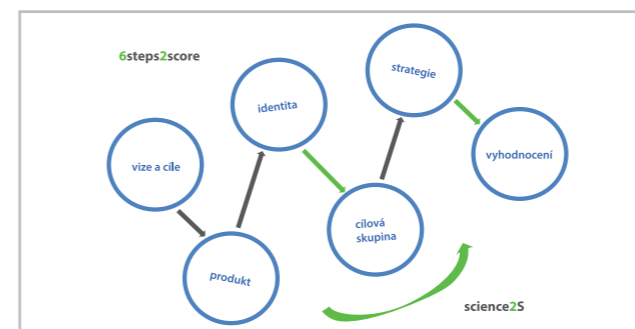 6steps2score
vize a cíle
produkt
identita
cílová
skupina
strategie
vyhodnocení
science2S